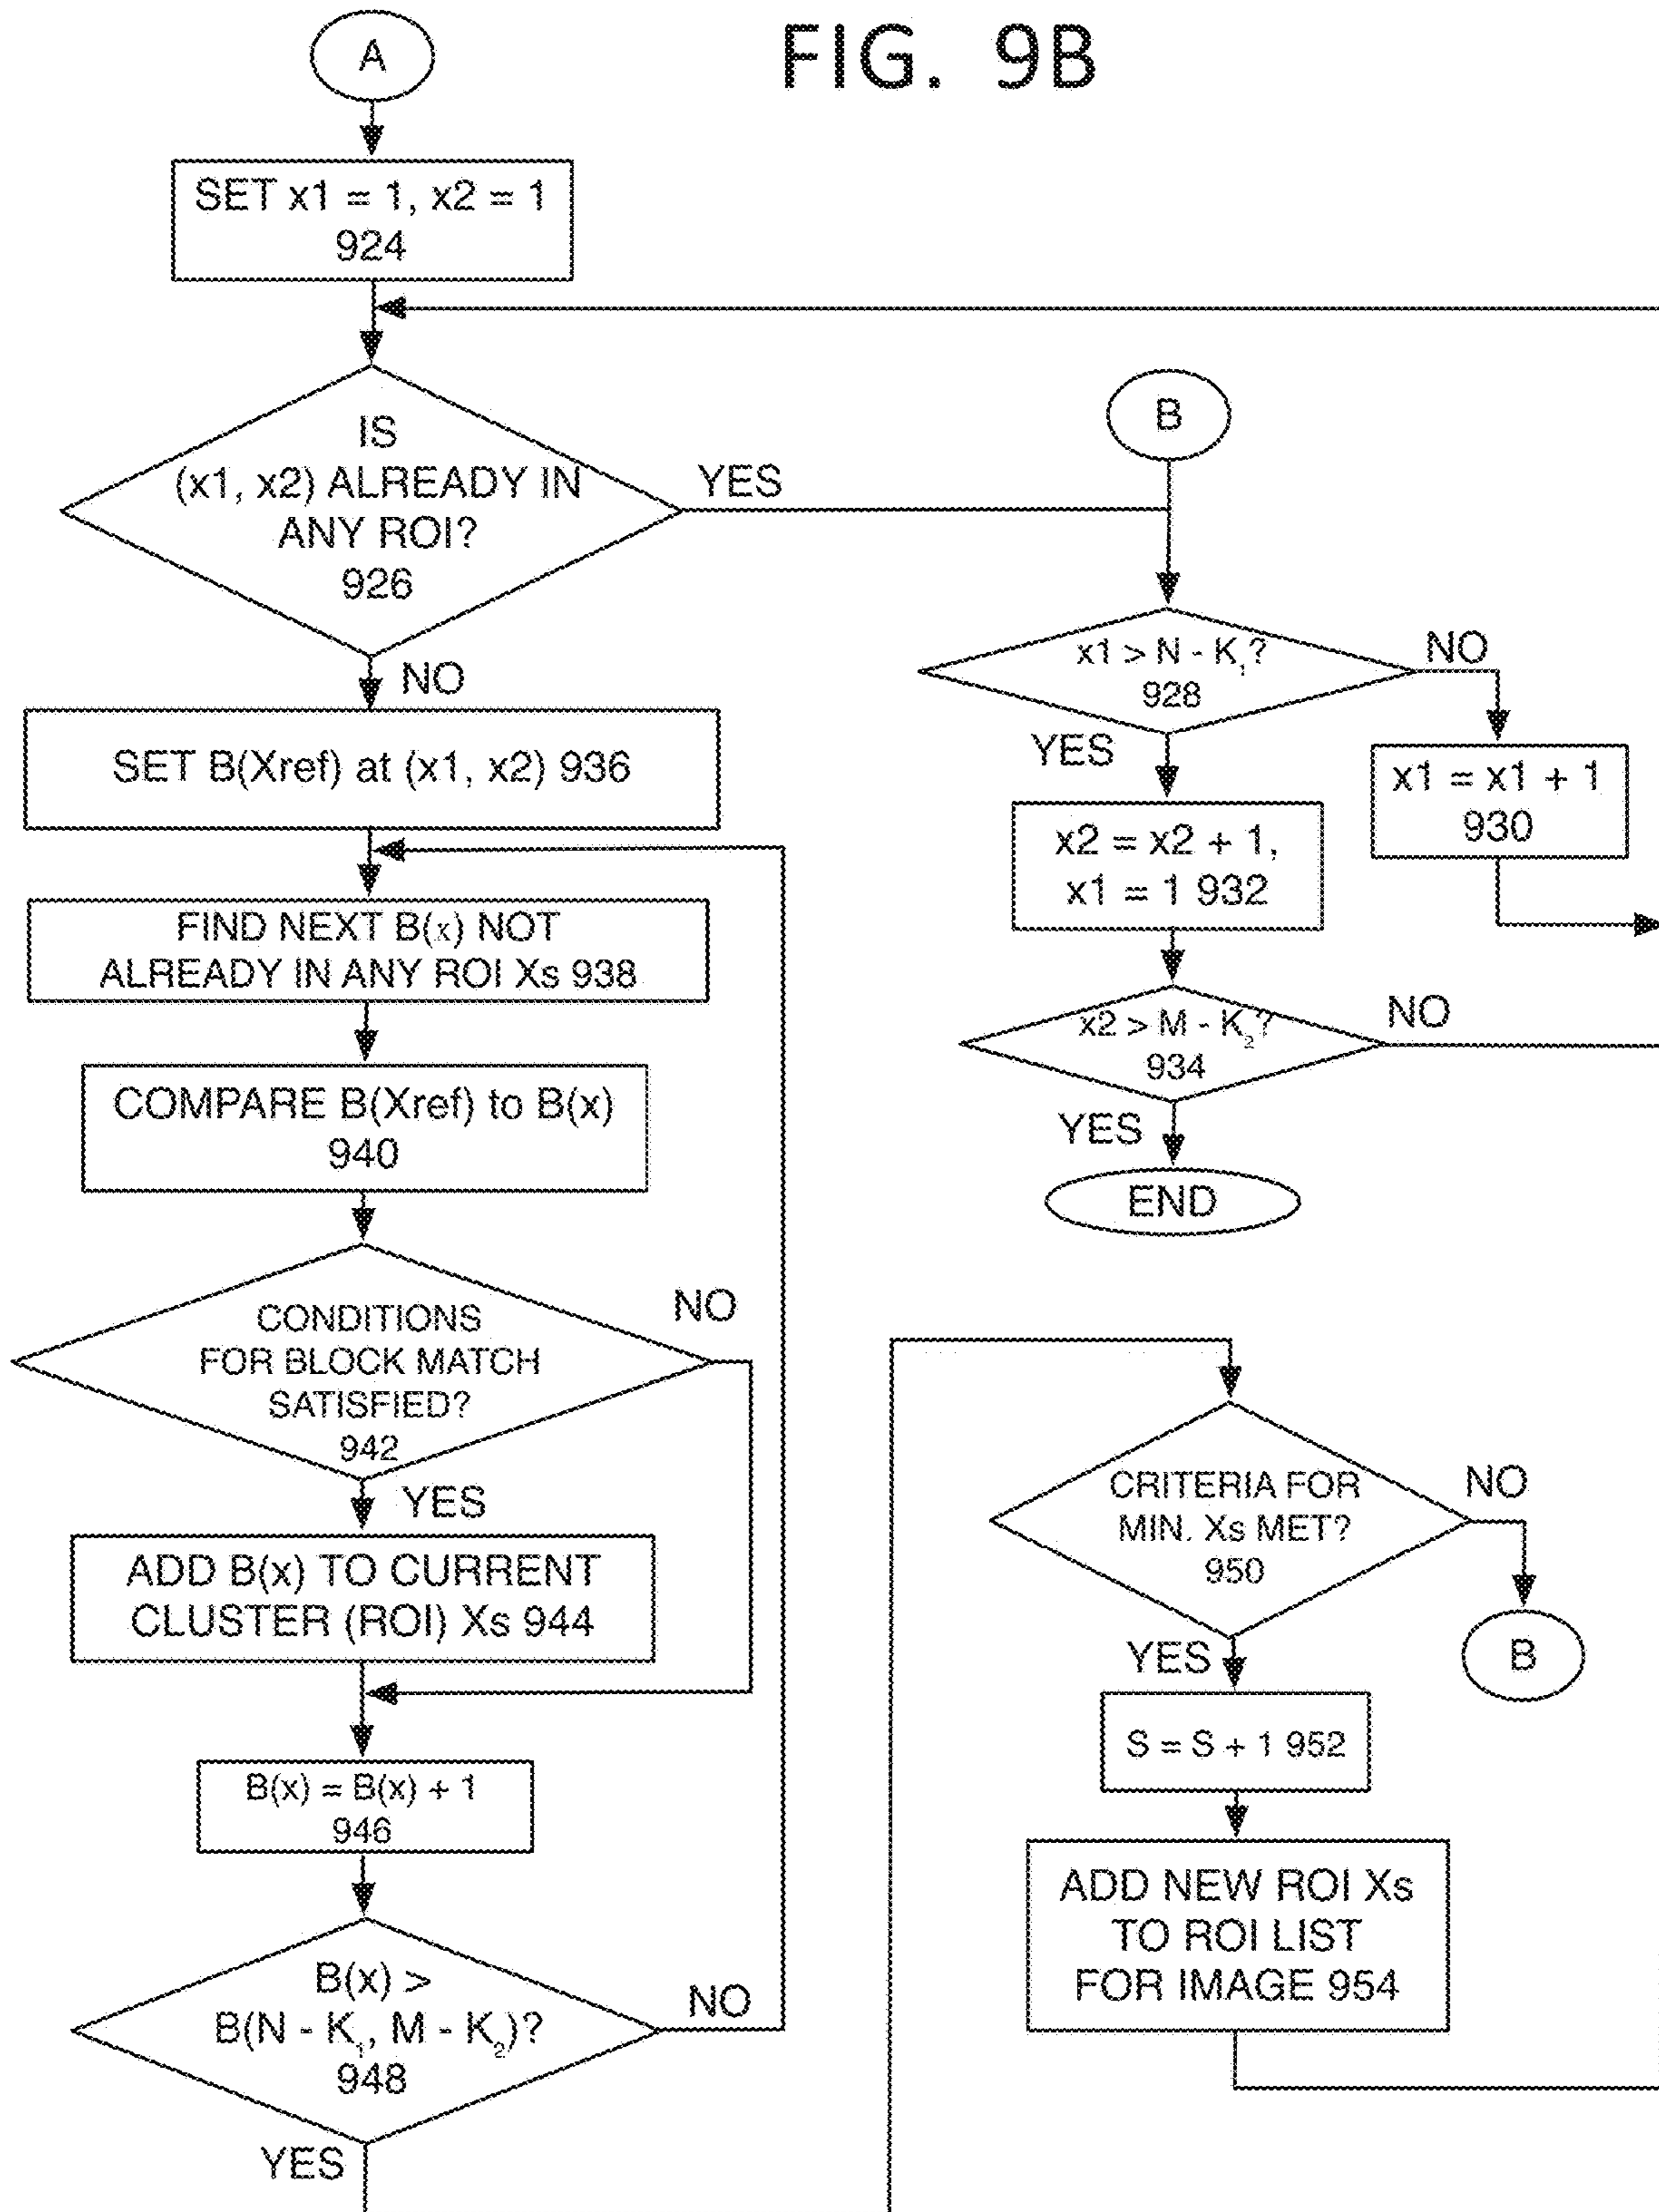 FIG. 9B
A
SET x1 = 1, x2 = 1
924
IS
(x1, x2) ALREADY IN
ANY ROI?
926
YES
NO
B
x1 > N - K₁?
928
NO
YES
x1 = x1 + 1
930
x2 = x2 + 1,
x1 = 1 932
x2 > M - K₂?
934
NO
YES
END
SET B(Xref) at (x1, x2) 936
FIND NEXT B(x) NOT
ALREADY IN ANY ROI Xs 938
COMPARE B(Xref) to B(x)
940
CONDITIONS
FOR BLOCK MATCH
SATISFIED?
942
NO
YES
ADD B(x) TO CURRENT
CLUSTER (ROI) Xs 944
B(x) = B(x) + 1
946
B(x) >
B(N - K₁, M - K₂)?
948
NO
YES
CRITERIA FOR
MIN. Xs MET?
950
NO
B
YES
S = S + 1 952
ADD NEW ROI Xs
TO ROI LIST
FOR IMAGE 954